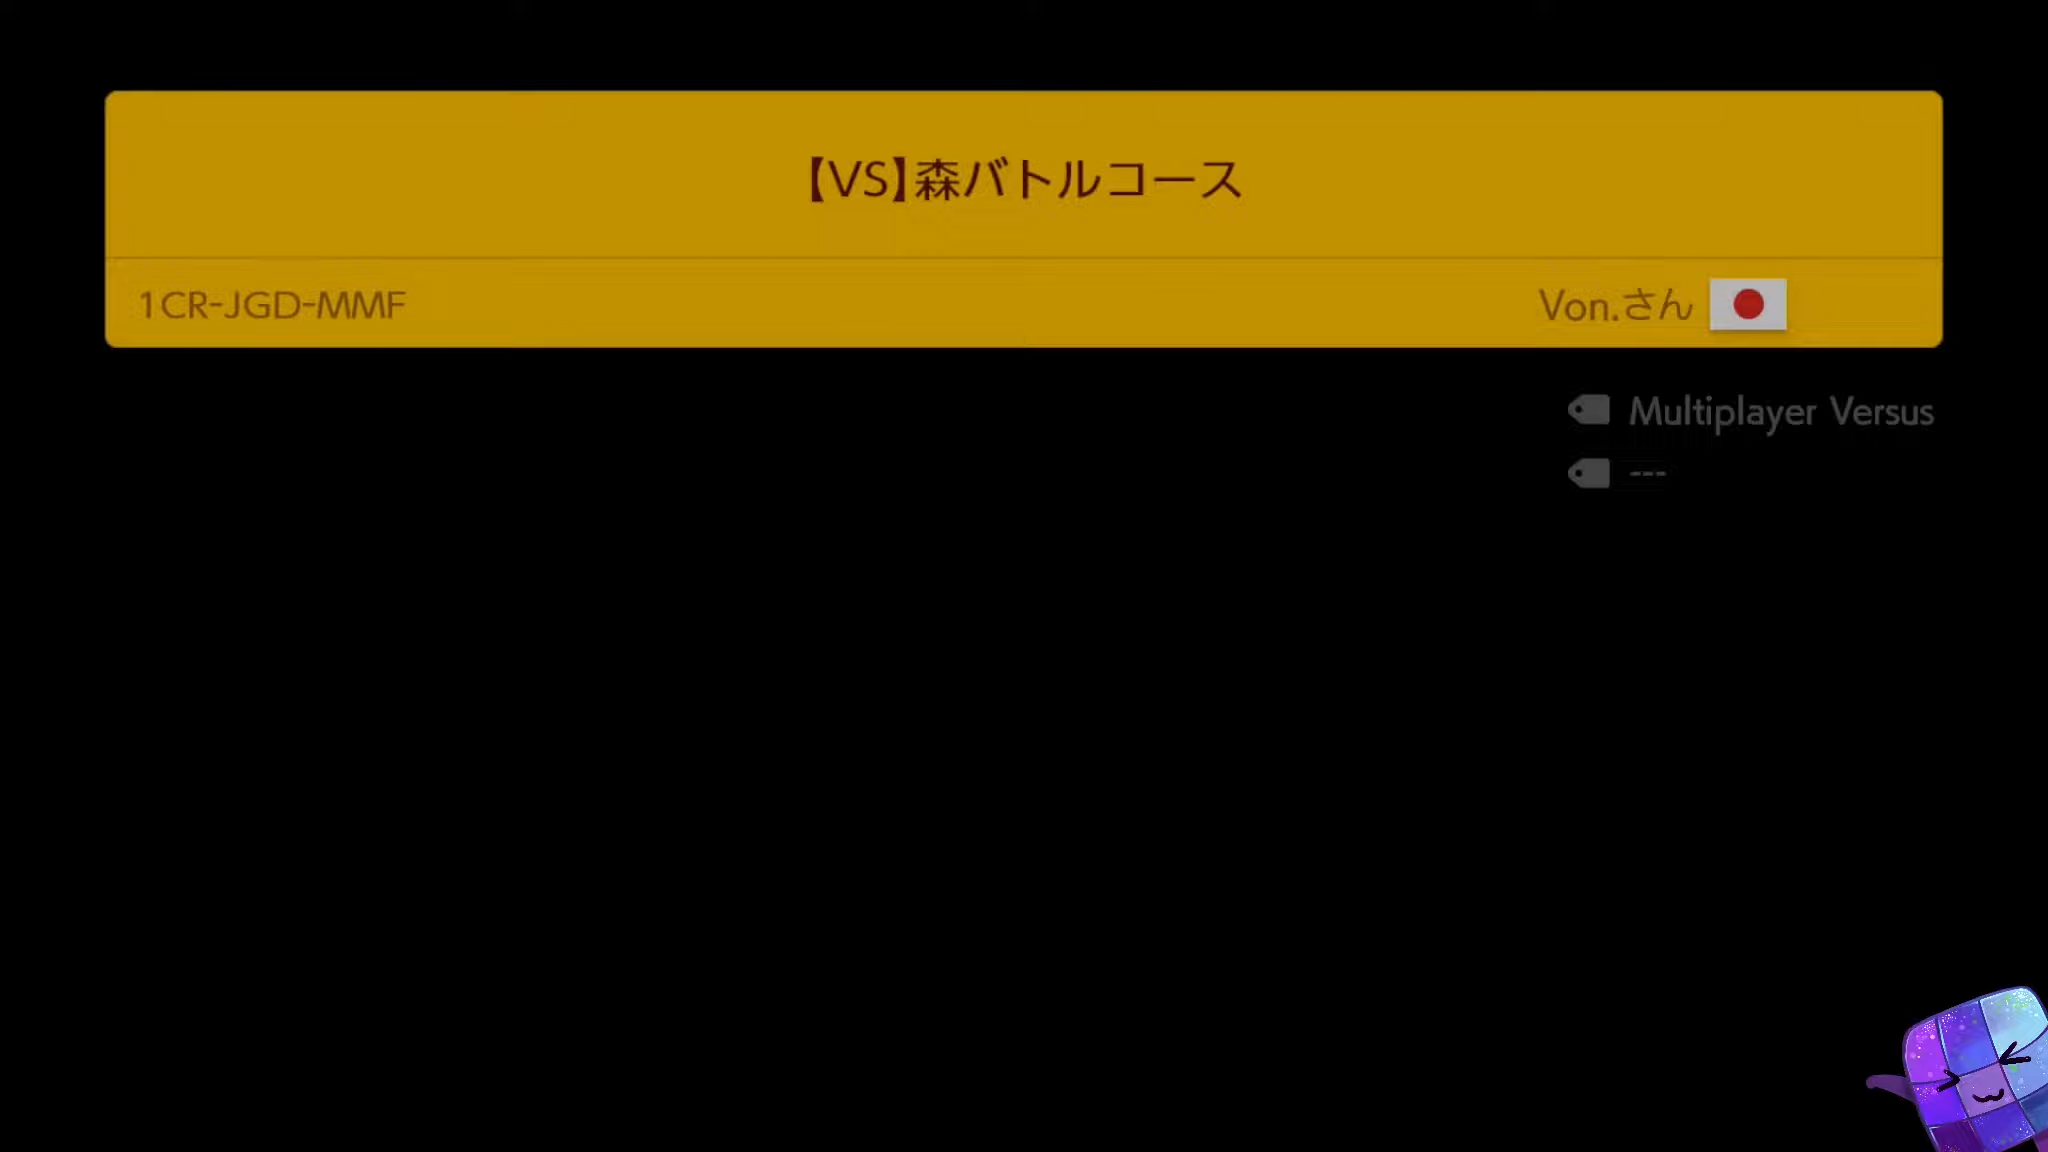 【VS】森バトルコース
1CR-JGD-MMF
Von.さん
Multiplayer Versus
---